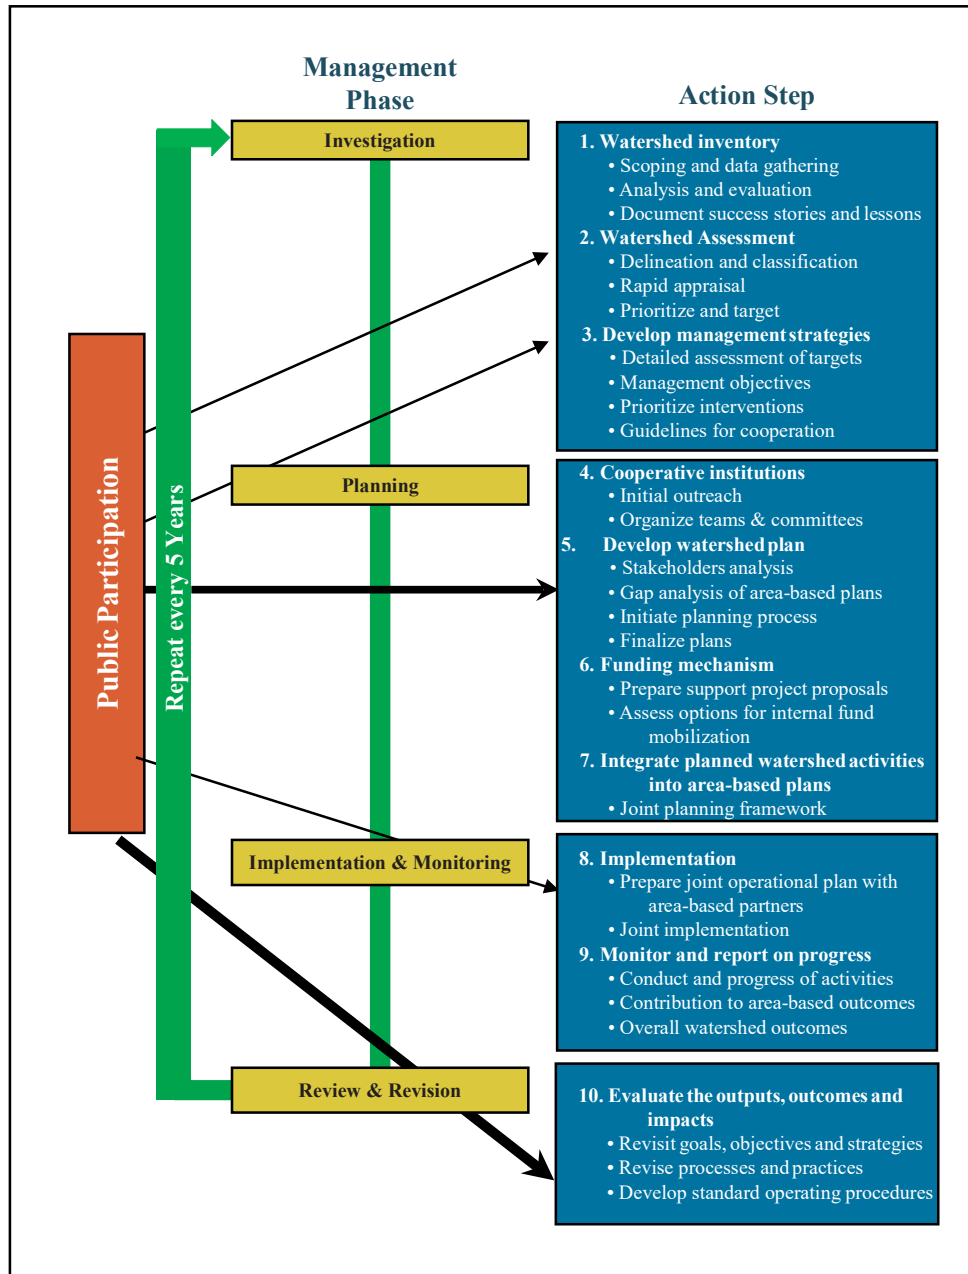 Management
Phase
Action Step
Investigation
1. Watershed inventory
• Scoping and data gathering
• Analysis and evaluation
• Document success stories and lessons
2. Watershed Assessment
• Delineation and classification
• Rapid appraisal
• Prioritize and target
3. Develop management strategies
• Detailed assessment of targets
• Management objectives
• Prioritize interventions
• Guidelines for cooperation
Public Participation
Repeat every 5 Years
Planning
4. Cooperative institutions
• Initial outreach
• Organize teams & committees
5. Develop watershed plan
• Stakeholders analysis
• Gap analysis of area-based plans
• Initiate planning process
• Finalize plans
6. Funding mechanism
• Prepare support project proposals
• Assess options for internal fund
mobilization
7. Integrate planned watershed activities
into area-based plans
• Joint planning framework
Implementation & Monitoring
8. Implementation
• Prepare joint operational plan with
area-based partners
• Joint implementation
9. Monitor and report on progress
• Conduct and progress of activities
• Contribution to area-based outcomes
• Overall watershed outcomes
Review & Revision
10. Evaluate the outputs, outcomes and
impacts
• Revisit goals, objectives and strategies
• Revise processes and practices
• Develop standard operating procedures